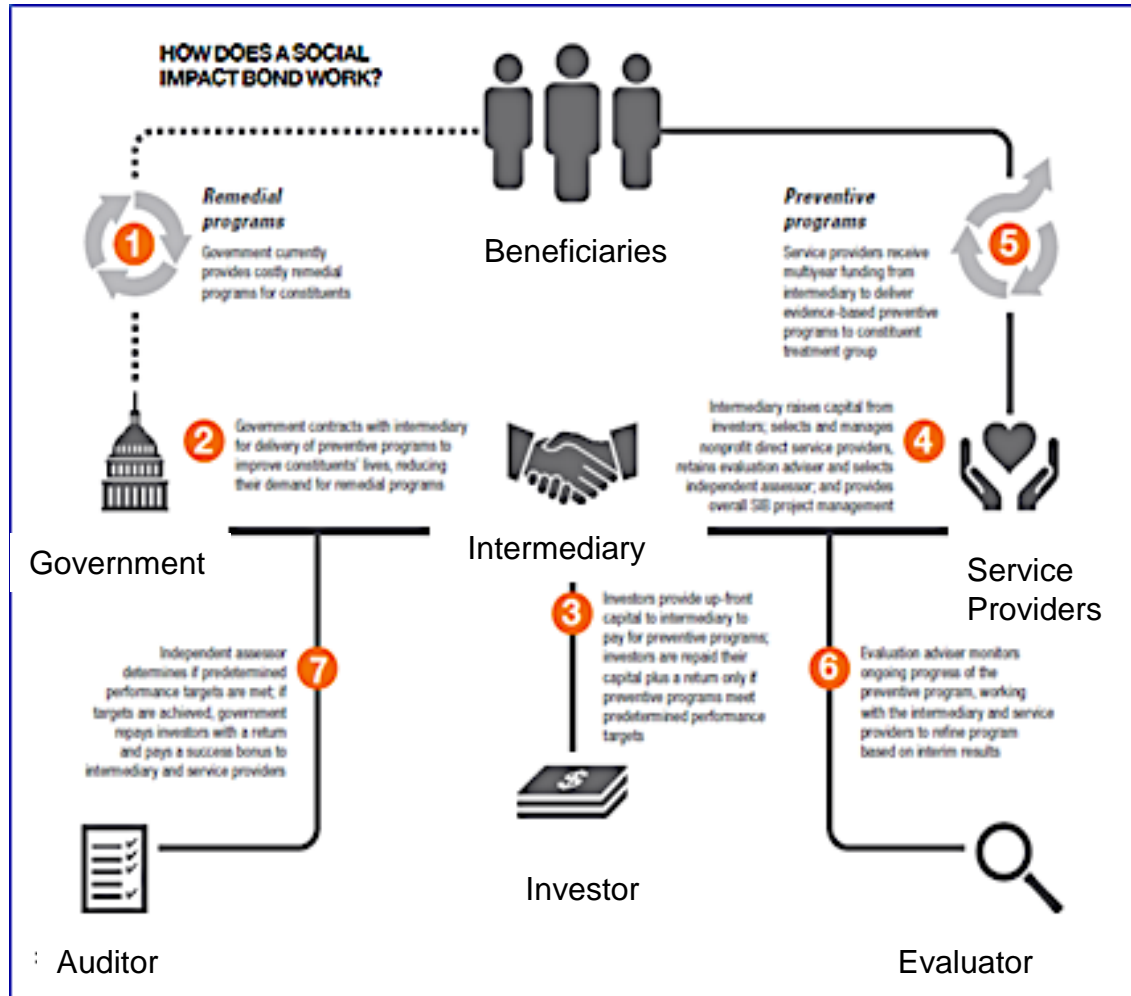 HOW DOES A SOCIAL
IMPACT BOND WORK?
Beneficiaries
1
Remedial
programs
Government currently
provides costly remedial
programs for constituents
Preventive
programs
Service providers receive
multiyear funding from
intermediary to deliver
evidence-based preventive
programs to constituent
treatment group
5
2
Government contracts with intermediary
for delivery of preventive programs to
improve constituents' lives, reducing
their demand for remedial programs
Intermediary raises capital from
investors; selects and manages
nonprofit direct service providers,
retains evaluation adviser and selects
independent assessor; and provides
overall SIB project management
4
Government
Intermediary
Service
Providers
3
Investors provide up-front
capital to intermediary to
pay for preventive programs;
investors are repaid their
capital plus a return only if
preventive programs meet
predetermined performance
targets
Independent assessor
determines if predetermined
performance targets are met; if
targets are achieved, government
repays investors with a return
and pays a success bonus to
intermediary and service providers
7
6
Evaluation adviser monitors
ongoing progress of the
preventive program, working
with the intermediary and service
providers to refine program
based on interim results
$
Investor
Auditor
Evaluator